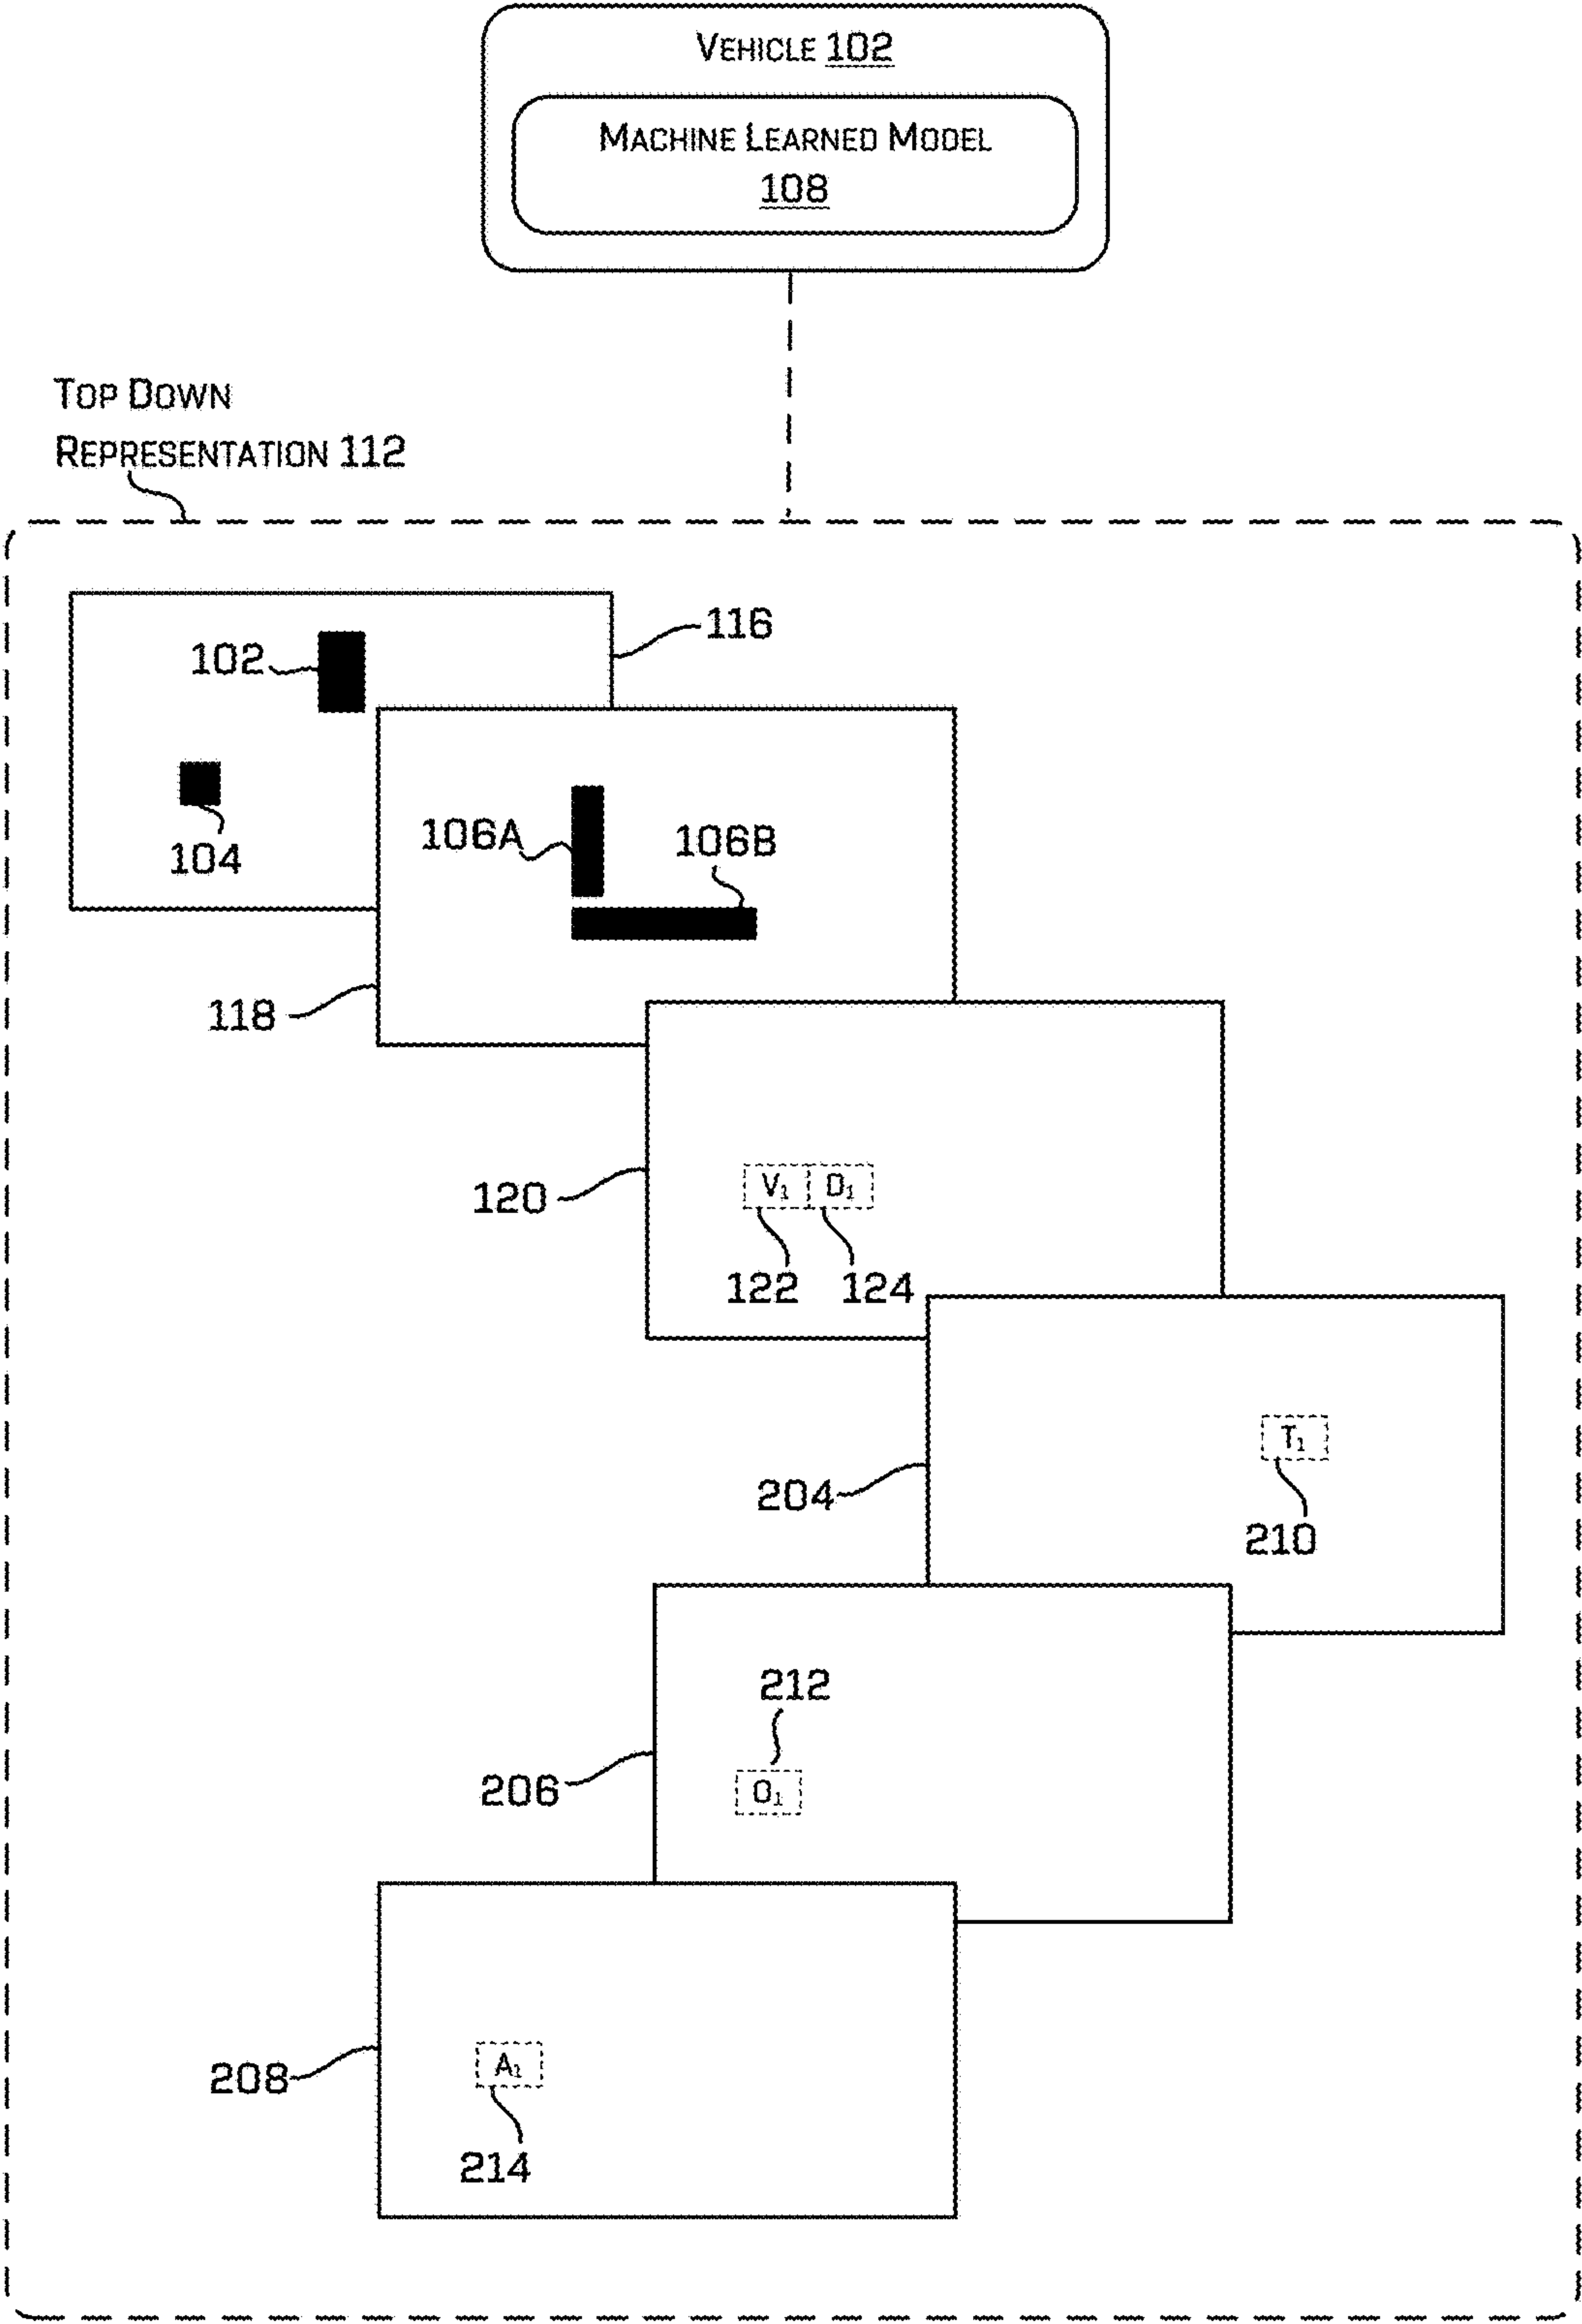 VEHICLE 102
MACHINE LEARNED MODEL
108
TOP DOWN
REPRESENTATION 112
116
102
104
106A
106B
118
V₁ D₁
120
122 124
T₁
204
210
212
206
O₁
A₁
208
214